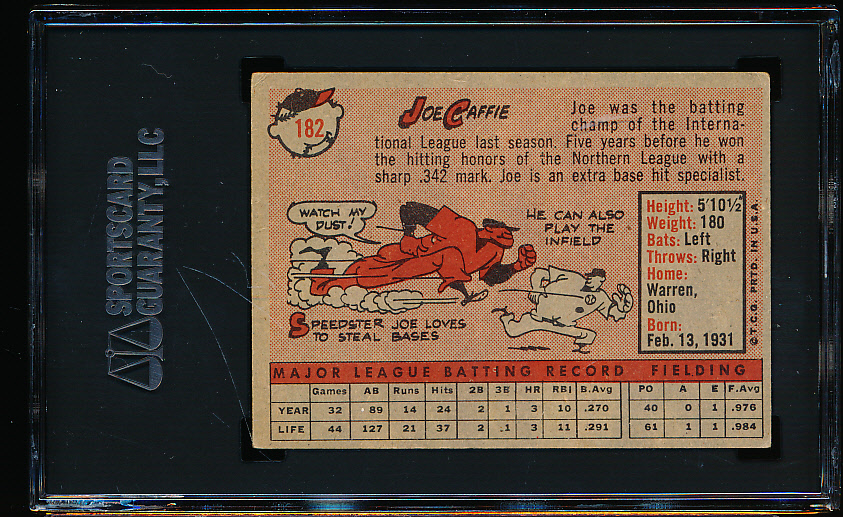 SPORTSCARD
GUARANTY, LLC
182
JOE CAFFIE
Joe was the batting
champ of the Interna-
tional League last season. Five years before he won
the hitting honors of the Northern League with a
sharp .342 mark. Joe is an extra base hit specialist.
WATCH MY
DUST!
HE CAN ALSO
PLAY THE
INFIELD
SPEEDSTER JOE LOVES
TO STEAL BASES
Height: 5'10½
Weight: 180
Bats: Left
Throws: Right
Home:
Warren,
Ohio
Born:
Feb. 13, 1931
© T.C.G. PRTD. IN U.S.A.
MAJOR LEAGUE BATTING RECORD FIELDING
Games AB Runs Hits 2B 3B HR RBI B.Avg PO A E F.Avg
YEAR 32 89 14 24 2 1 3 10 .270 40 0 1 .976
LIFE 44 127 21 37 2 .1 3 11 .291 61 1 1 .984